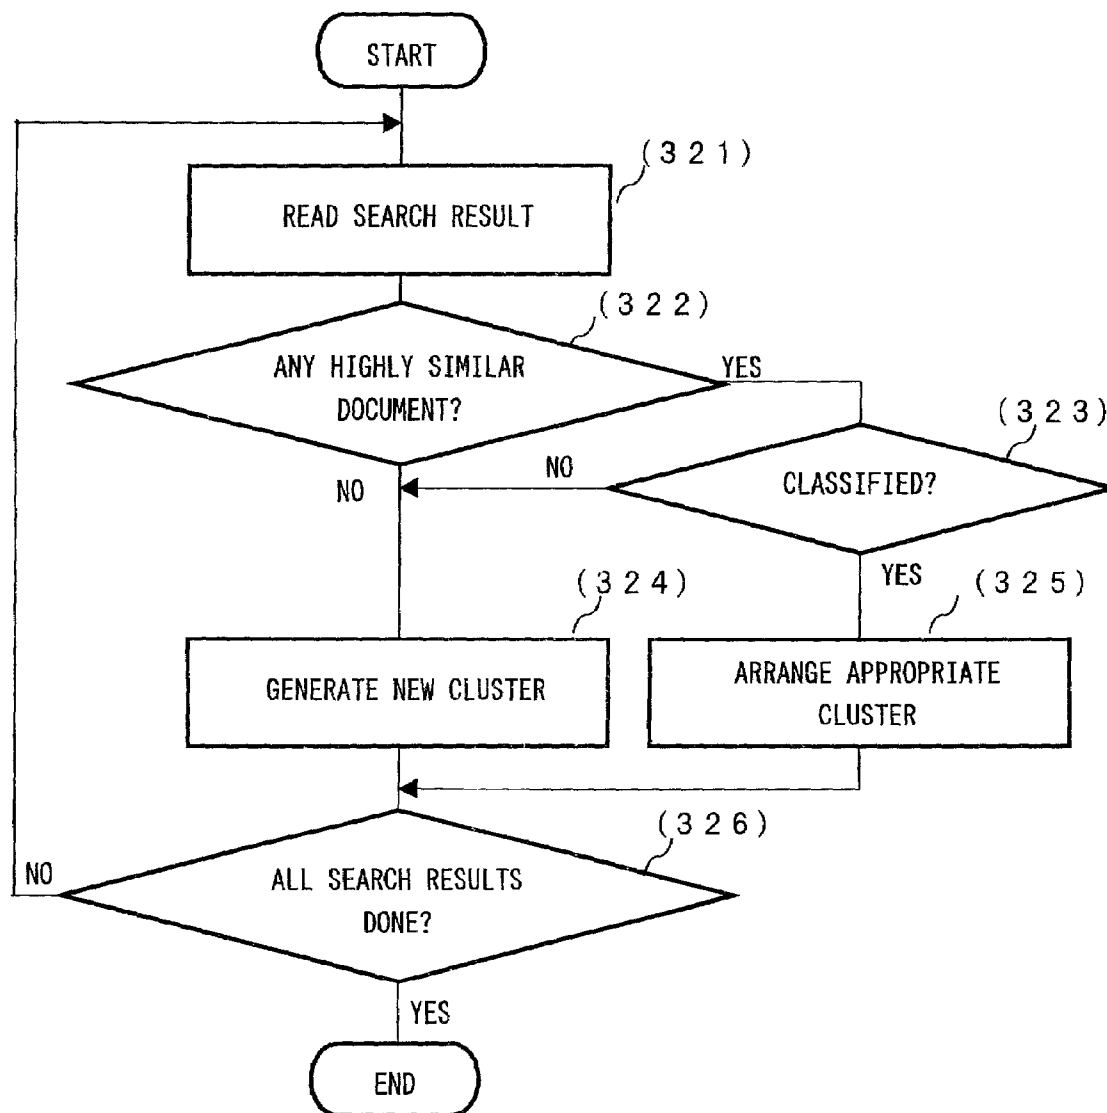 START
(321)
READ SEARCH RESULT
(322)
ANY HIGHLY SIMILAR
DOCUMENT?
YES
(323)
CLASSIFIED?
NO
NO
YES
(324)
(325)
GENERATE NEW CLUSTER
ARRANGE APPROPRIATE
CLUSTER
(326)
ALL SEARCH RESULTS
DONE?
NO
YES
END